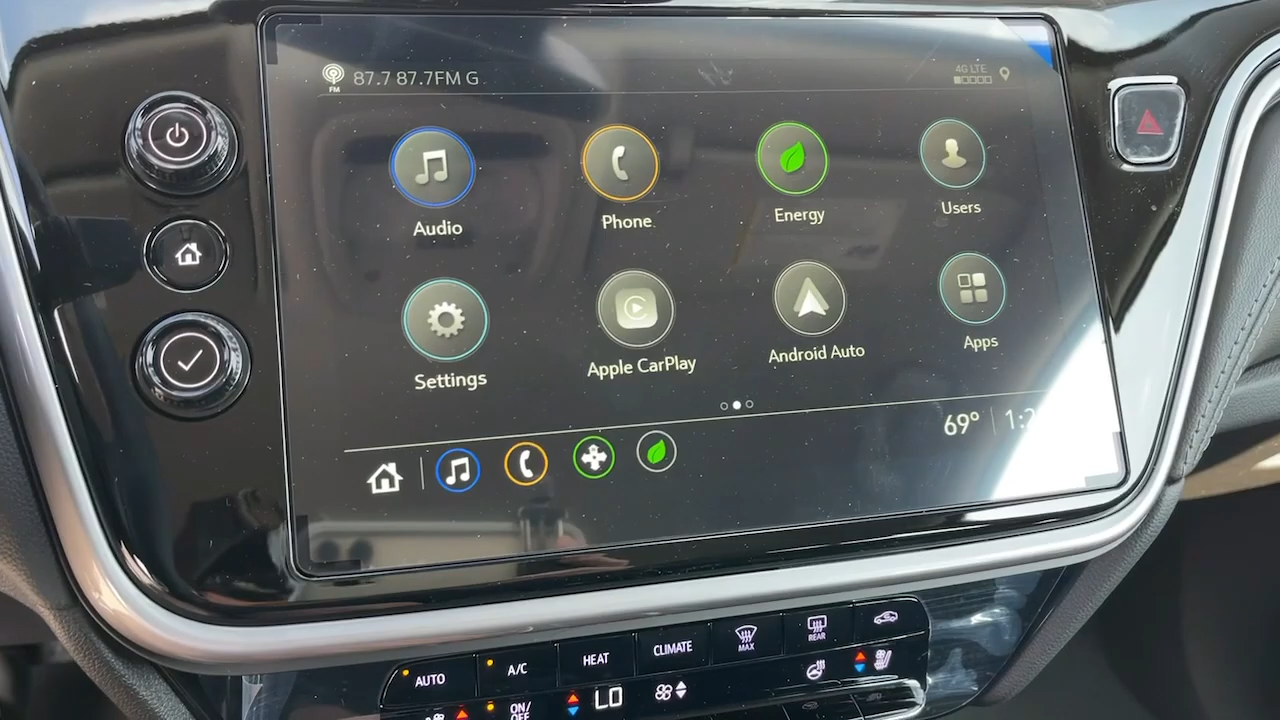 FM
87.7 87.7FM G
4G LTE
Audio
Phone
Energy
Users
Settings
Apple CarPlay
Android Auto
Apps
69°
AUTO
A/C
HEAT
CLIMATE
MAX
REAR
ON/
OFF
LO